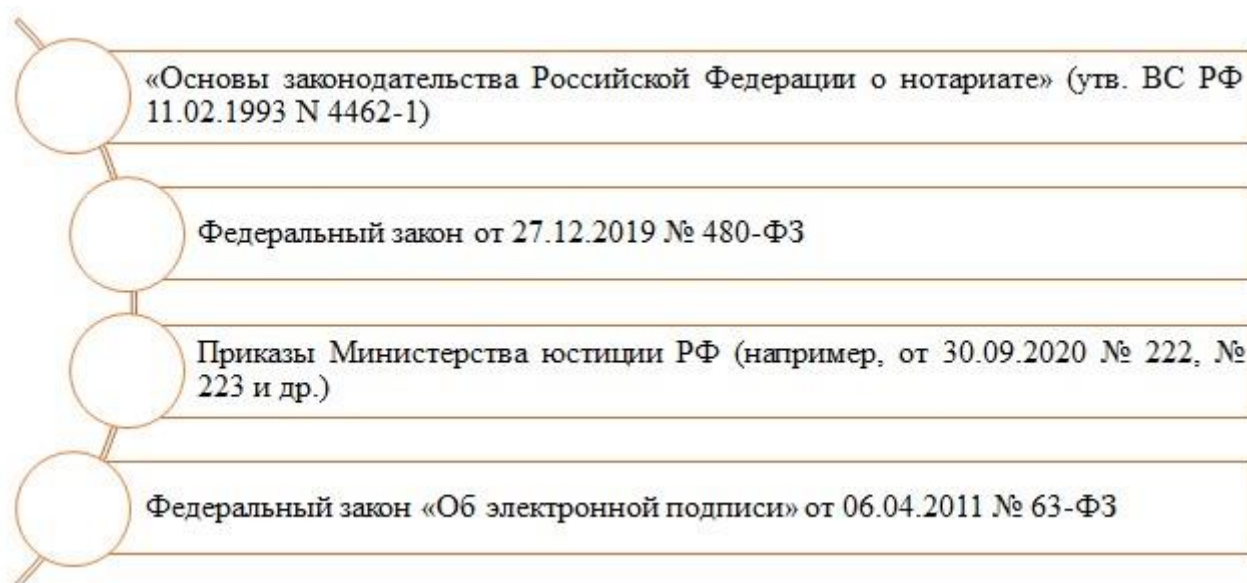 «Основы законодательства Российской Федерации о нотариате» (утв. ВС РФ
11.02.1993 N 4462-1)
Федеральный закон от 27.12.2019 № 480-ФЗ
Приказы Министерства юстиции РФ (например, от 30.09.2020 № 222, №
223 и др.)
Федеральный закон «Об электронной подписи» от 06.04.2011 № 63-ФЗ